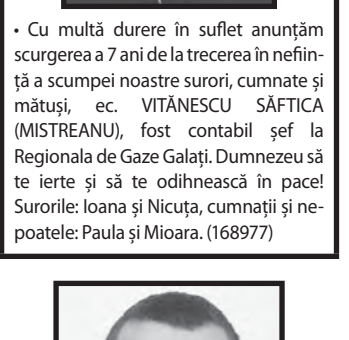 • Cu multă durere în suflet anunțăm
scurgerea a 7 ani de la trecerea în neființă
ță a scumpei noastre surori, cumnate și
mătuși, ec. VITĂNESCU SĂFTICA
(MISTREANU), fost contabil șef la
Regionala de Gaze Galați. Dumnezeu să
te ierte și să te odihnească în pace!
Surorile: Ioana și Nicuța, cumnații și ne-
poatele: Paula și Mioara. (168977)